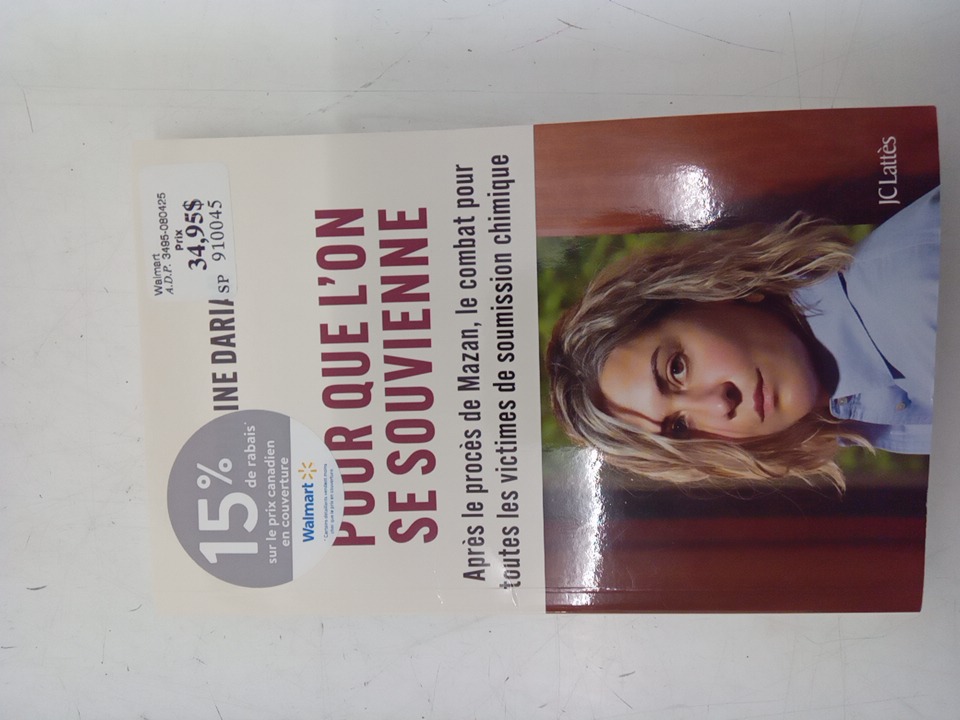 Walmart
A.D.P. 3495-080425
Prix
34,95$
SP 910045
INE DARIA
15%
de rabais*
sur le prix canadien
en couverture
Walmart
POUR QUE L'ON
SE SOUVIENNE
Après le procès de Mazan, le combat pour
toutes les victimes de soumission chimique
JC Lattès